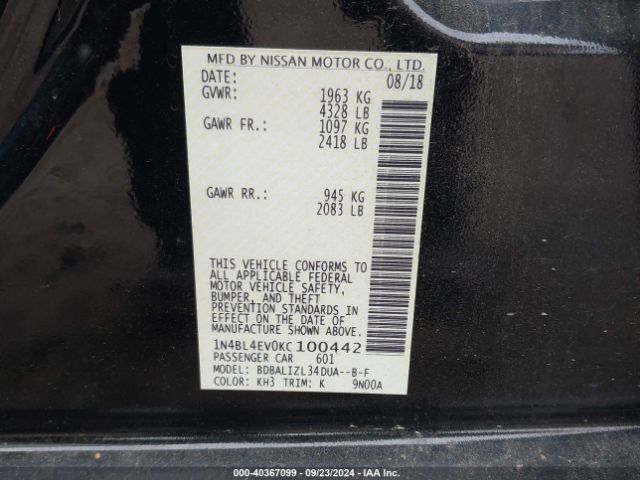 MFD BY NISSAN MOTOR CO., LTD.
DATE: 08/18
GVWR: 1963 KG
4328 LB
GAWR FR.: 1097 KG
2418 LB
GAWR RR.: 945 KG
2083 LB
THIS VEHICLE CONFORMS TO
ALL APPLICABLE FEDERAL
MOTOR VEHICLE SAFETY,
BUMPER, AND THEFT
PREVENTION STANDARDS IN
EFFECT ON THE DATE OF
MANUFACTURE SHOWN ABOVE.
1N4BL4EV0KC100442
PASSENGER CAR 601
MODEL: BDBALIZL34DUA--B-F
COLOR: KH3 TRIM: K 9N00A
000-40367099 - 09/23/2024 - IAA Inc.